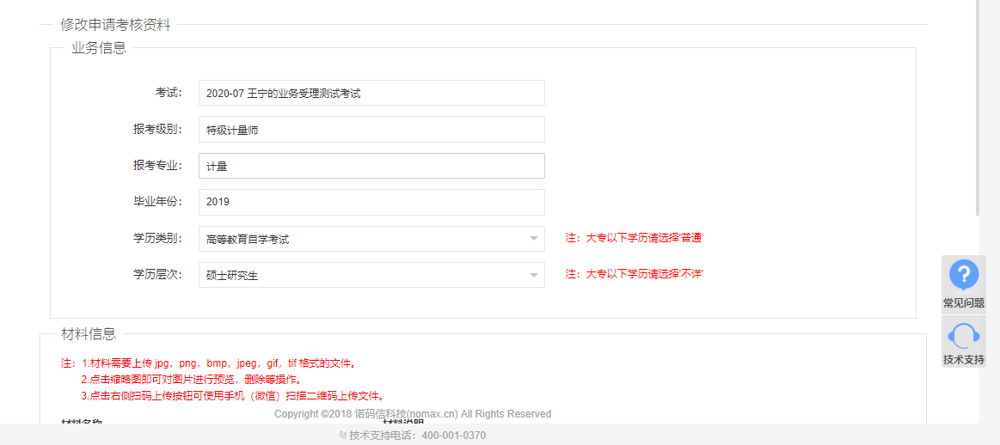 修改申请考核资料
业务信息
考试： 2020-07 王宁的业务受理测试考试
报考级别： 特级计量师
报考专业： 计量
毕业年份： 2019
学历类别： 高等教育自学考试 注：大专以下学历请选择'普通'
学历层次： 硕士研究生 注：大专以下学历请选择'不详'
常见问题
技术支持
材料信息
注：1.材料需要上传 jpg，png，bmp，jpeg，gif，tif 格式的文件。
2.点击缩略图即可对图片进行预览，删除等操作。
3.点击右侧扫码上传按钮可使用手机（微信）扫描二维码上传文件。
Copyright ©2018 诺码信科技(nomax.cn) All Rights Reserved
材料名称 材料说明
技术支持电话：400-001-0370